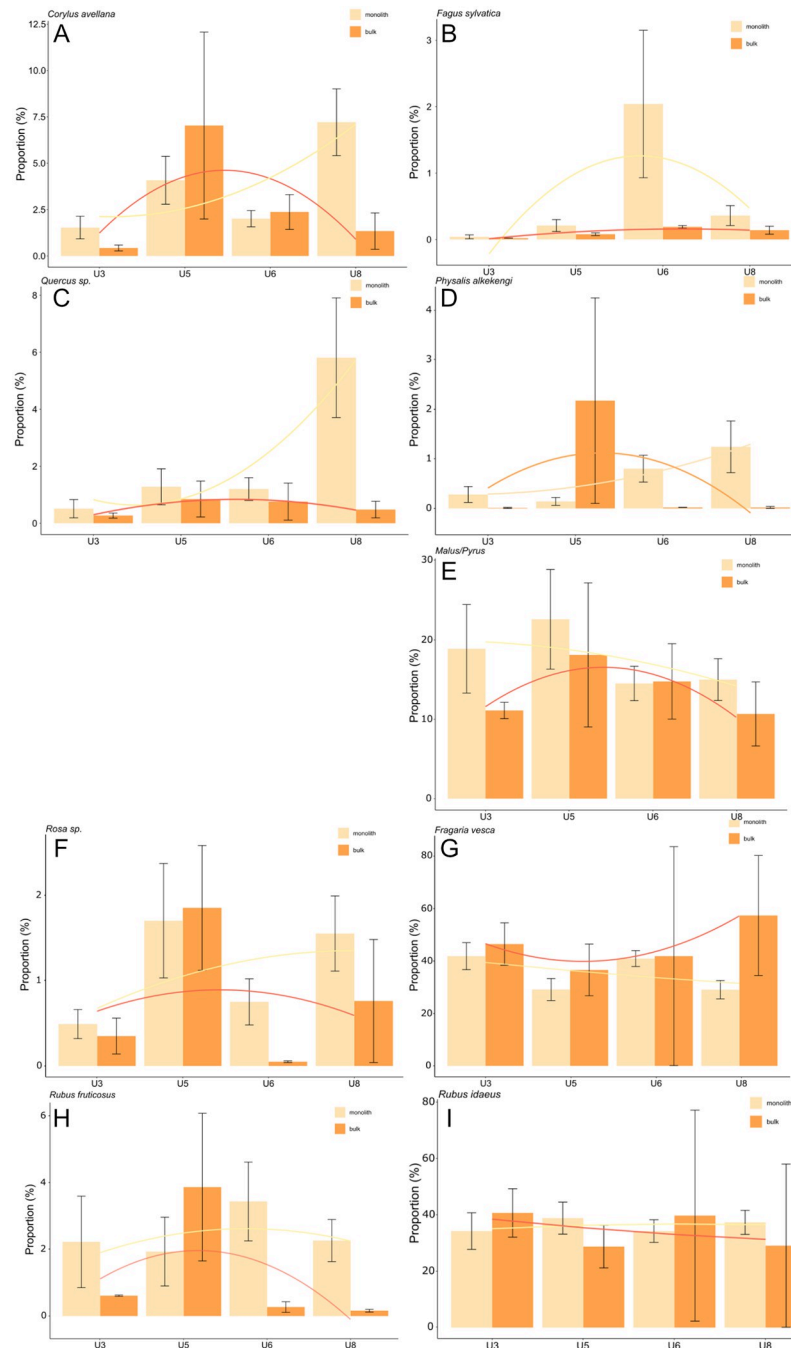 Corylus avellana
A
monolith
bulk
Proportion (%)
12.5
10.0
7.5
5.0
2.5
0.0
U3 U5 U6 U8
Fagus sylvatica
B
monolith
bulk
Proportion (%)
3
2
1
0
U3 U5 U6 U8
Quercus sp.
C
monolith
bulk
Proportion (%)
8
6
4
2
0
U3 U5 U6 U8
Physalis alkekengi
D
monolith
bulk
Proportion (%)
4
3
2
1
0
U3 U5 U6 U8
Malus/Pyrus
E
monolith
bulk
Proportion (%)
30
20
10
0
U3 U5 U6 U8
Rosa sp.
F
monolith
bulk
Proportion (%)
2
1
0
U3 U5 U6 U8
Fragaria vesca
G
monolith
bulk
Proportion (%)
80
60
40
20
0
U3 U5 U6 U8
Rubus fruticosus
H
monolith
bulk
Proportion (%)
6
4
2
0
U3 U5 U6 U8
Rubus idaeus
I
monolith
bulk
Proportion (%)
80
60
40
20
0
U3 U5 U6 U8